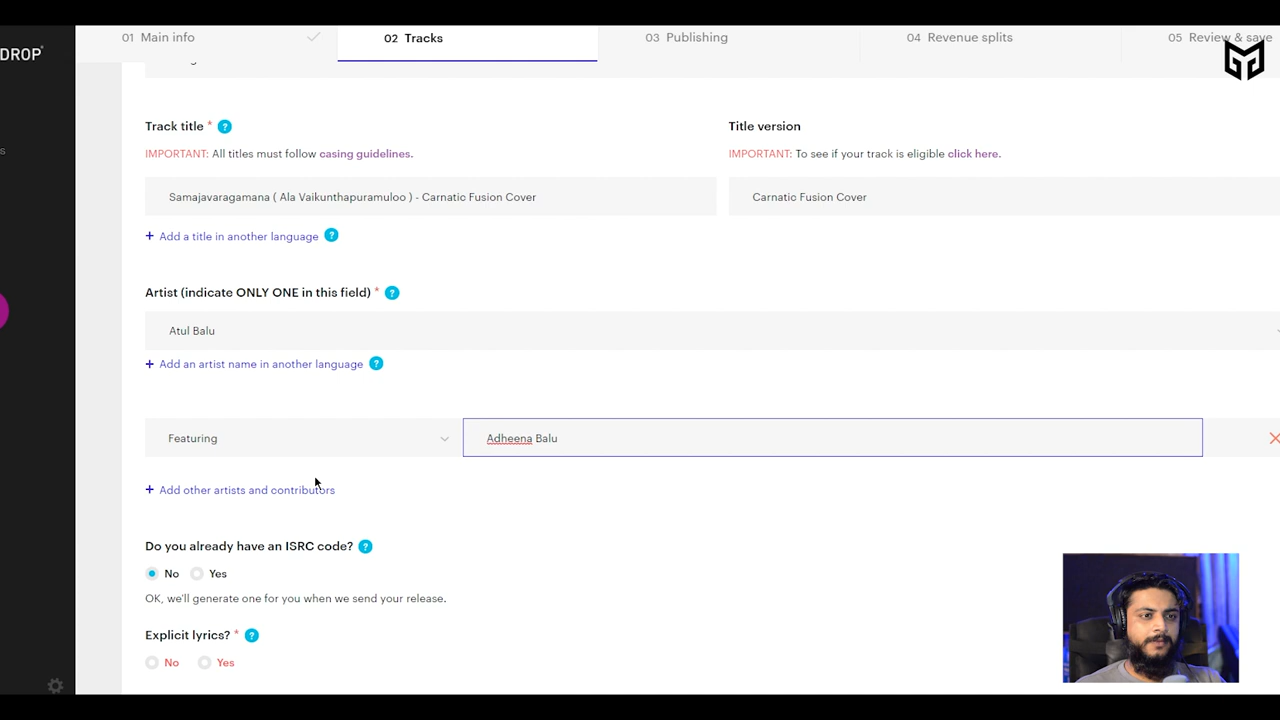 DROP
01 Main info
02 Tracks
03 Publishing
04 Revenue splits
05 Review & save
s
Track title * ?
Title version
IMPORTANT: All titles must follow casing guidelines.
IMPORTANT: To see if your track is eligible click here.
Samajavaragamana ( Ala Vaikunthapuramuloo ) - Carnatic Fusion Cover
Carnatic Fusion Cover
+ Add a title in another language ?
Artist (indicate ONLY ONE in this field) * ?
Atul Balu
+ Add an artist name in another language ?
Featuring
Adheena Balu
+ Add other artists and contributors
Do you already have an ISRC code? ?
No Yes
OK, we'll generate one for you when we send your release.
Explicit lyrics? * ?
No Yes